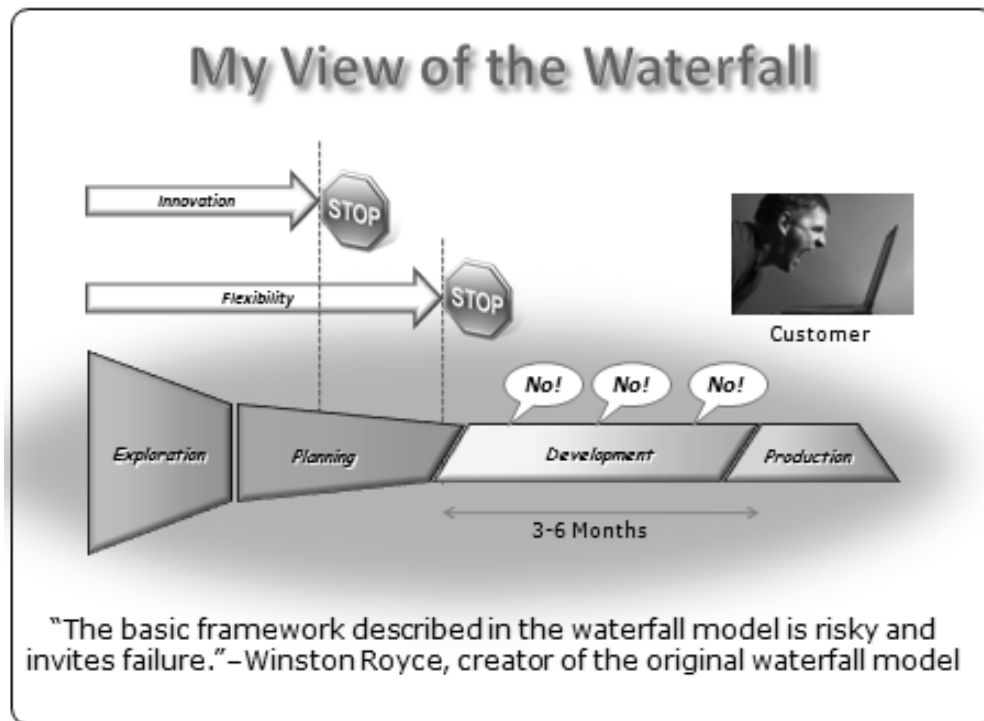 My View of the Waterfall
Innovation
STOP
Flexibility
STOP
Customer
No!
No!
No!
Exploration
Planning
Development
Production
3-6 Months
“The basic framework described in the waterfall model is risky and
invites failure.”–Winston Royce, creator of the original waterfall model